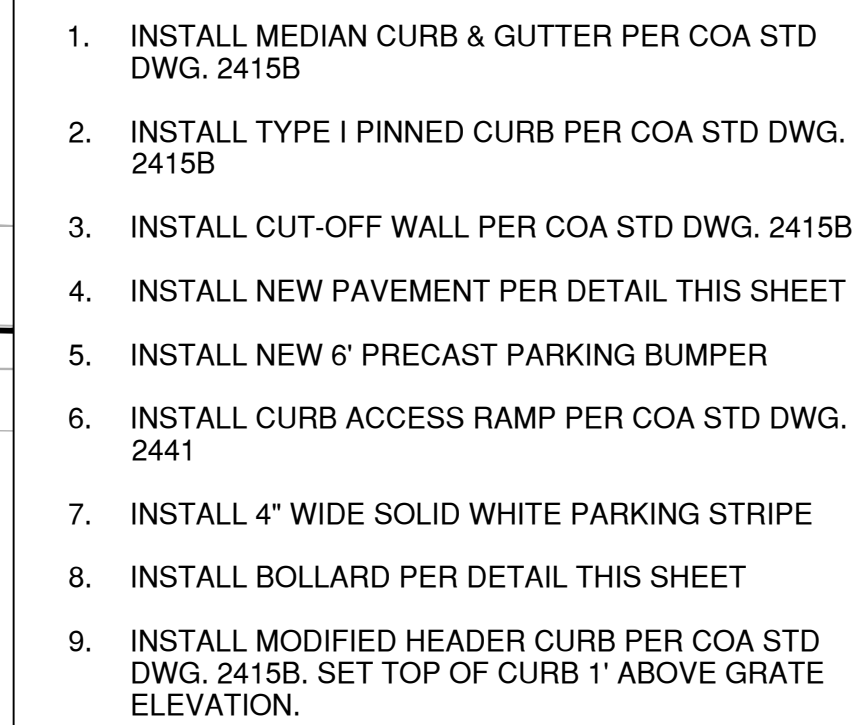 1. INSTALL MEDIAN CURB & GUTTER PER COA STD
DWG. 2415B
2. INSTALL TYPE I PINNED CURB PER COA STD DWG.
2415B
3. INSTALL CUT-OFF WALL PER COA STD DWG. 2415B
4. INSTALL NEW PAVEMENT PER DETAIL THIS SHEET
5. INSTALL NEW 6' PRECAST PARKING BUMPER
6. INSTALL CURB ACCESS RAMP PER COA STD DWG.
2441
7. INSTALL 4" WIDE SOLID WHITE PARKING STRIPE
8. INSTALL BOLLARD PER DETAIL THIS SHEET
9. INSTALL MODIFIED HEADER CURB PER COA STD
DWG. 2415B. SET TOP OF CURB 1' ABOVE GRATE
ELEVATION.